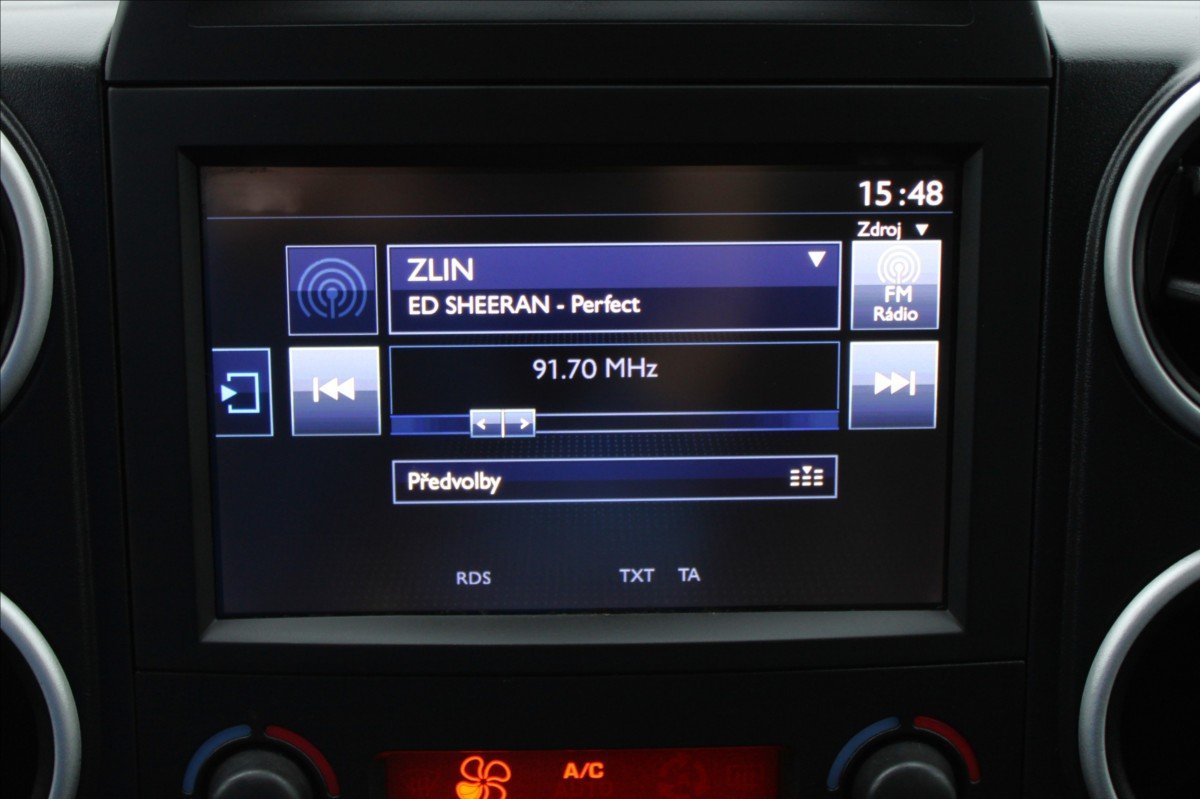 15:48
Zdroj
ZLIN
ED SHEERAN - Perfect
FM
Rádio
91.70 MHz
Předvolby
RDS TXT TA
A/C